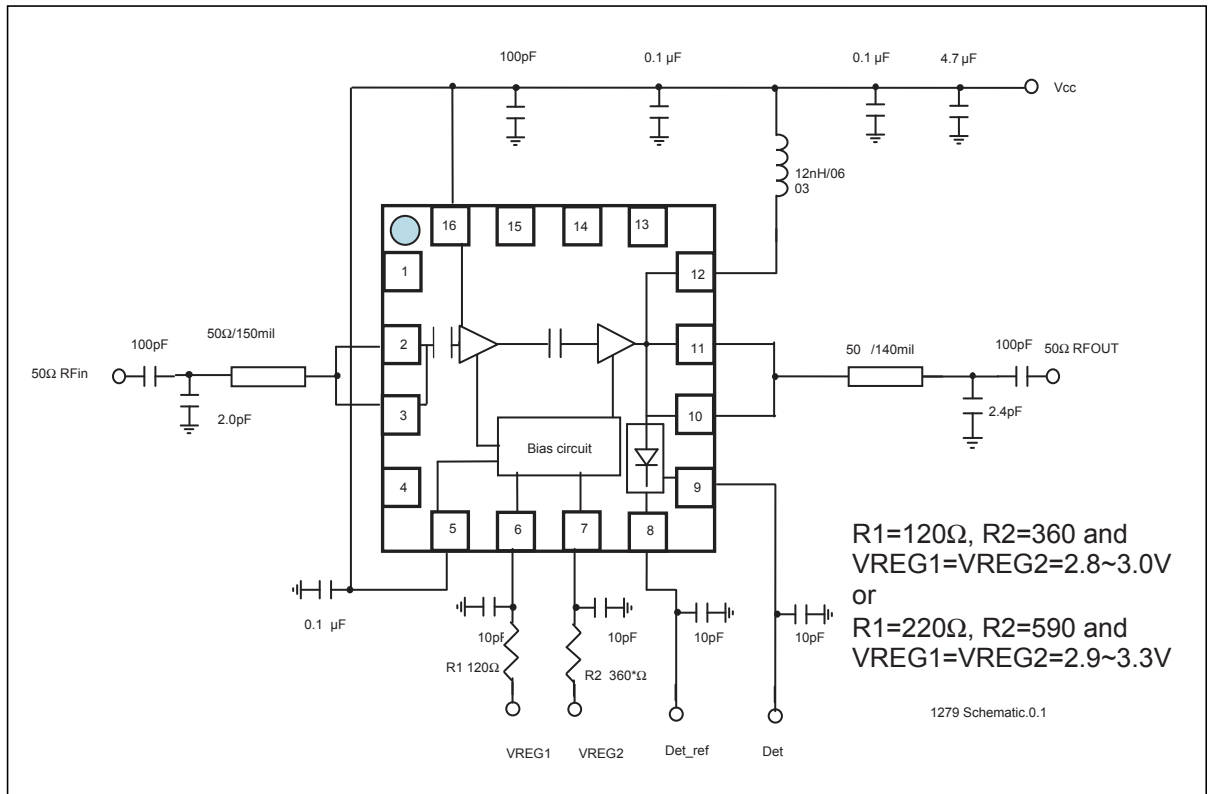 100pF
0.1 µF
0.1 µF
4.7 µF
Vcc
12nH/06
03
16
15
14
13
1
12
50Ω/150mil
2
11
50 /140mil
100pF
100pF
50Ω RFOUT
50Ω RFin
2.0pF
3
10
2.4pF
Bias circuit
4
9
5
6
7
8
R1=120Ω, R2=360 and
VREG1=VREG2=2.8~3.0V
or
R1=220Ω, R2=590 and
VREG1=VREG2=2.9~3.3V
0.1 µF
10pF
10pF
10pF
10pF
R1 120Ω
R2 360*Ω
1279 Schematic.0.1
VREG1
VREG2
Det_ref
Det